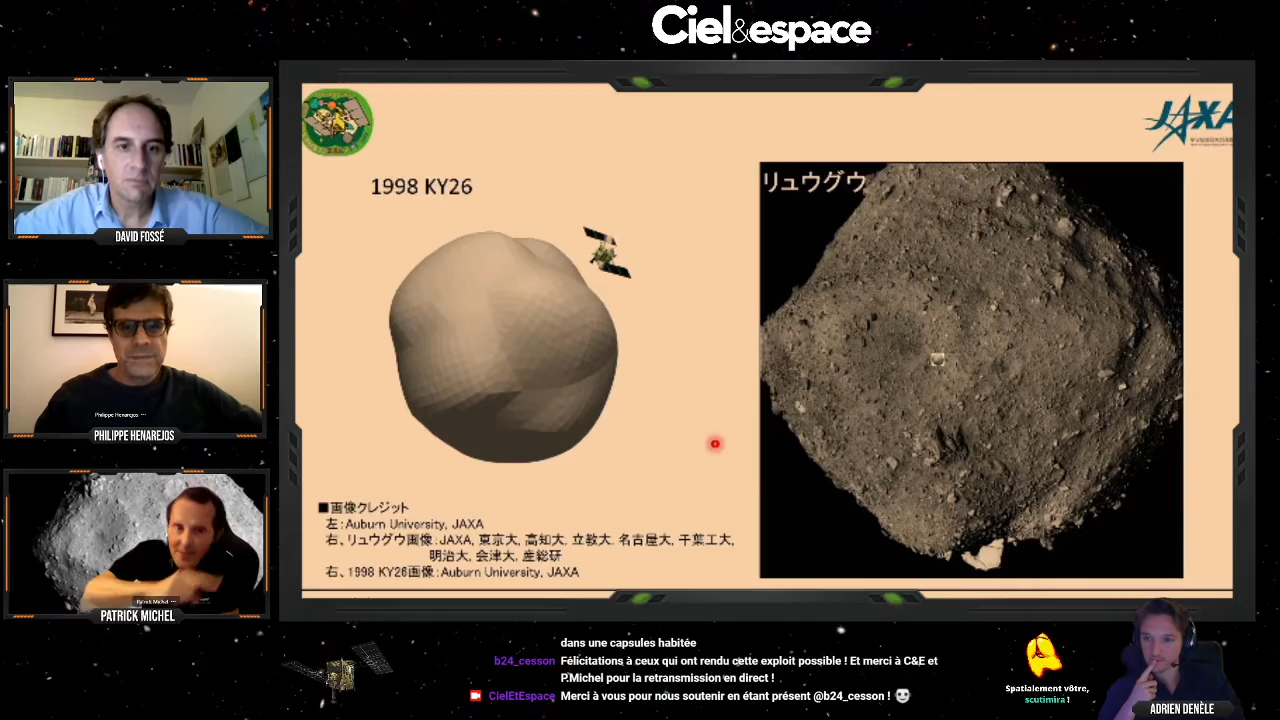 Ciel&espace
DAVID FOSSÉ
Philippe Henarejos
PHILIPPE HENAREJOS
Patrick Michel
PATRICK MICHEL
JAXA
1998 KY26
リュウグウ
■画像クレジット
左:Auburn University, JAXA
右、リュウグウ画像:JAXA, 東京大, 高知大, 立教大, 名古屋大, 千葉工大,
明治大, 会津大, 産総研
右、1998 KY26画像:Auburn University, JAXA
dans une capsules habitée
b24_cesson Félicitations à ceux qui ont rendu cette exploit possible ! Et merci à C&E et
P.Michel pour la retransmission en direct !
CielEtEspace Merci à vous pour nous soutenir en étant présent @b24_cesson !
Spatialement vôtre,
scutimira !
ADRIEN DENÈLE